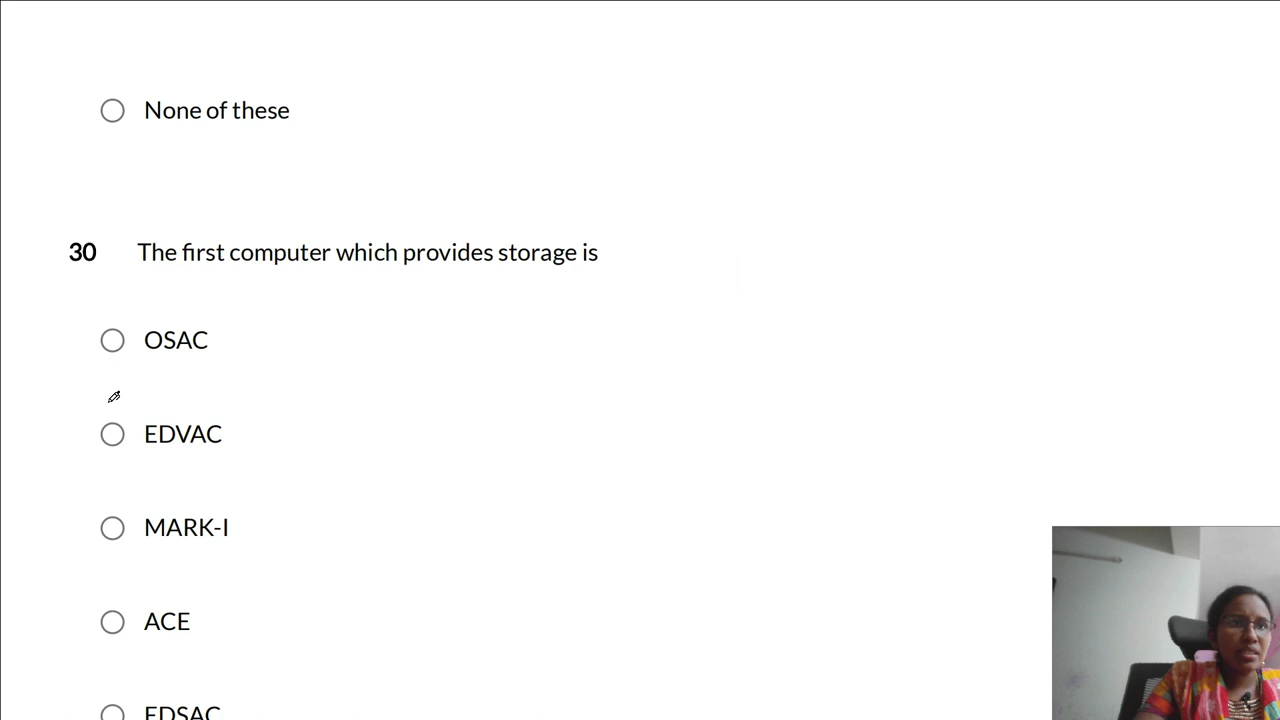 None of these
30 The first computer which provides storage is
OSAC
EDVAC
MARK-I
ACE
EDSAC